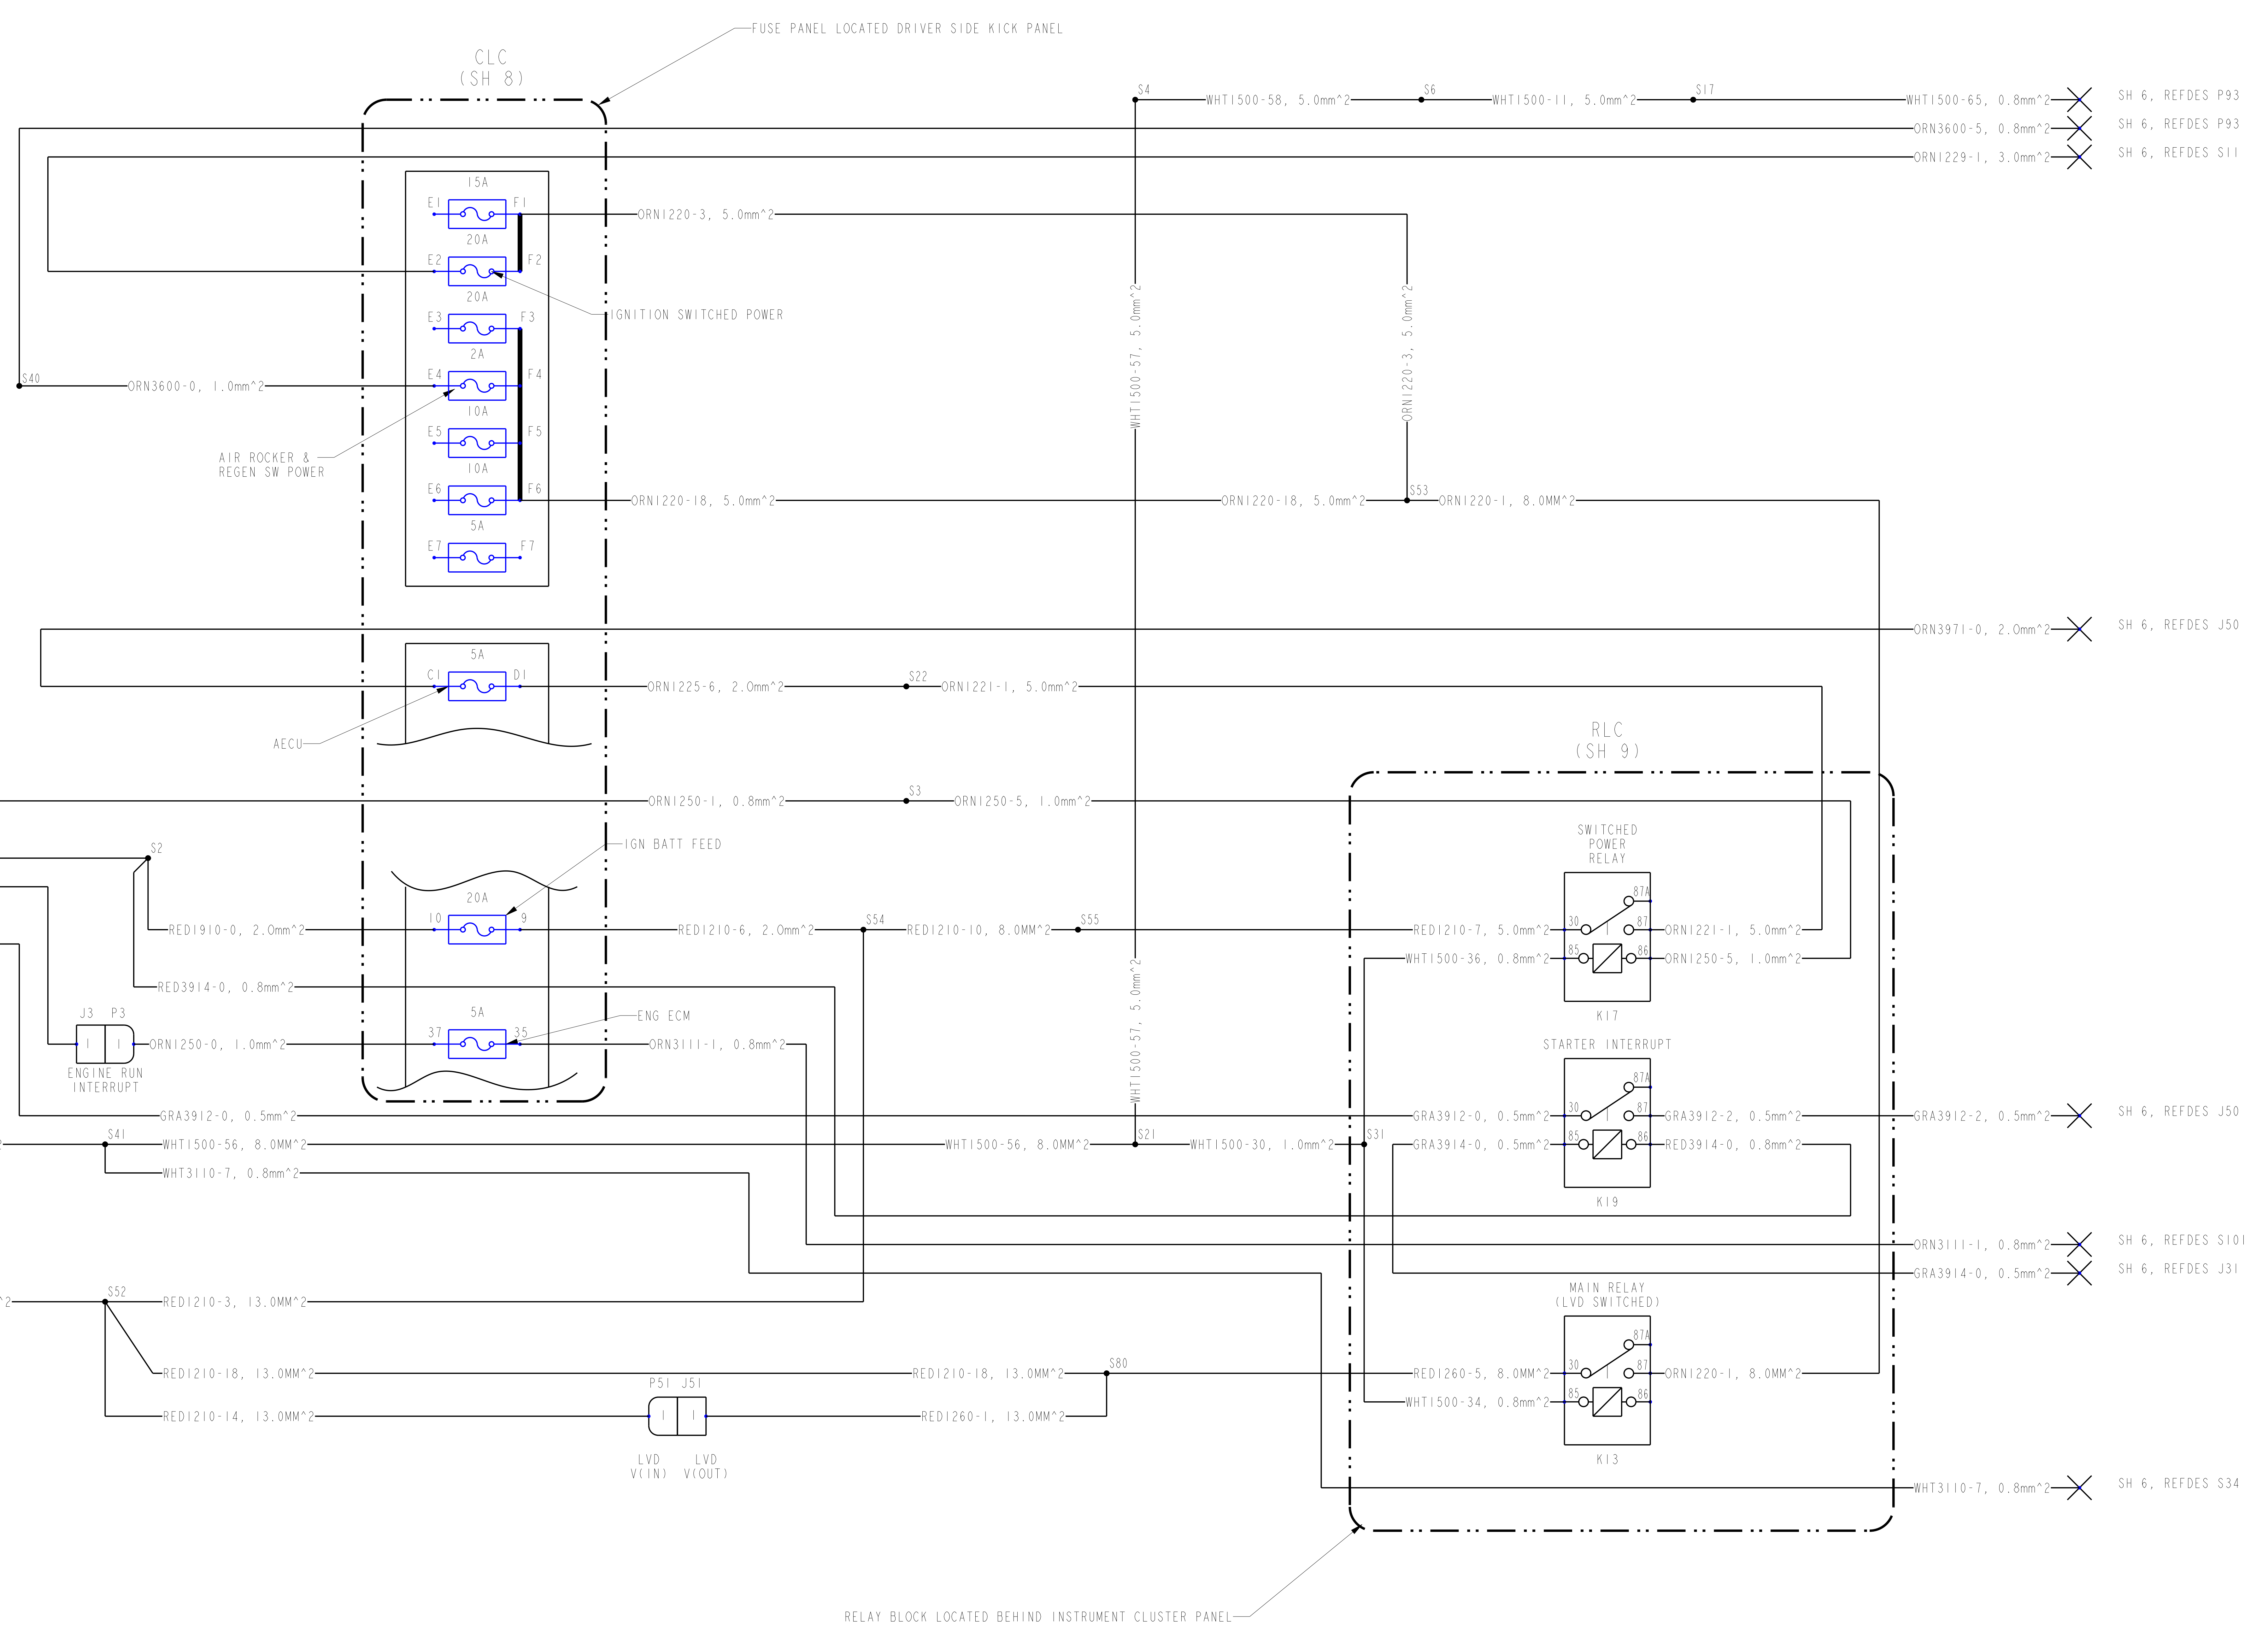 FUSE PANEL LOCATED DRIVER SIDE KICK PANEL
CLC
(SH 8)
S4
WHT1500-58, 5.0mm^2
S6
WHT1500-11, 5.0mm^2
S17
WHT1500-65, 0.8mm^2
SH 6, REFDES P93
ORN3600-5, 0.8mm^2
SH 6, REFDES P93
ORN1229-1, 3.0mm^2
SH 6, REFDES S11
15A
E1
F1
ORN1220-3, 5.0mm^2
20A
E2
F2
20A
IGNITION SWITCHED POWER
E3
F3
2A
WHT1500-57, 5.0mm^2
ORN1220-3, 5.0mm^2
S40
ORN3600-0, 1.0mm^2
E4
F4
10A
E5
F5
AIR ROCKER &
REGEN SW POWER
10A
E6
F6
ORN1220-18, 5.0mm^2
ORN1220-18, 5.0mm^2
S53
ORN1220-1, 8.0MM^2
5A
E7
F7
ORN3971-0, 2.0mm^2
SH 6, REFDES J50
5A
C1
D1
ORN1225-6, 2.0mm^2
S22
ORN1221-1, 5.0mm^2
AECU
RLC
(SH 9)
ORN1250-1, 0.8mm^2
S3
ORN1250-5, 1.0mm^2
SWITCHED
POWER
RELAY
S2
IGN BATT FEED
20A
10
9
RED1910-0, 2.0mm^2
RED1210-6, 2.0mm^2
S54
RED1210-10, 8.0MM^2
S55
RED1210-7, 5.0mm^2
30
87A
87
ORN1221-1, 5.0mm^2
WHT1500-36, 0.8mm^2
85
86
ORN1250-5, 1.0mm^2
K17
RED3914-0, 0.8mm^2
WHT1500-57, 5.0mm^2
J3
P3
1
1
ENGINE RUN
INTERRUPT
ORN1250-0, 1.0mm^2
5A
37
35
ENG ECM
ORN3111-1, 0.8mm^2
STARTER INTERRUPT
87A
GRA3912-0, 0.5mm^2
GRA3912-0, 0.5mm^2
30
87
GRA3912-2, 0.5mm^2
GRA3912-2, 0.5mm^2
SH 6, REFDES J50
2
S41
WHT1500-56, 8.0MM^2
WHT1500-56, 8.0MM^2
S21
WHT1500-30, 1.0mm^2
S31
GRA3914-0, 0.5mm^2
85
86
RED3914-0, 0.8mm^2
WHT3110-7, 0.8mm^2
K19
ORN3111-1, 0.8mm^2
SH 6, REFDES S101
GRA3914-0, 0.5mm^2
SH 6, REFDES J31
MAIN RELAY
(LVD SWITCHED)
^2
S52
RED1210-3, 13.0MM^2
87A
RED1210-18, 13.0MM^2
RED1210-18, 13.0MM^2
S80
RED1260-5, 8.0MM^2
30
87
ORN1220-1, 8.0MM^2
WHT1500-34, 0.8mm^2
85
86
RED1210-14, 13.0MM^2
P51
J51
1
1
RED1260-1, 13.0MM^2
LVD
V(IN)
LVD
V(OUT)
K13
WHT3110-7, 0.8mm^2
SH 6, REFDES S34
RELAY BLOCK LOCATED BEHIND INSTRUMENT CLUSTER PANEL